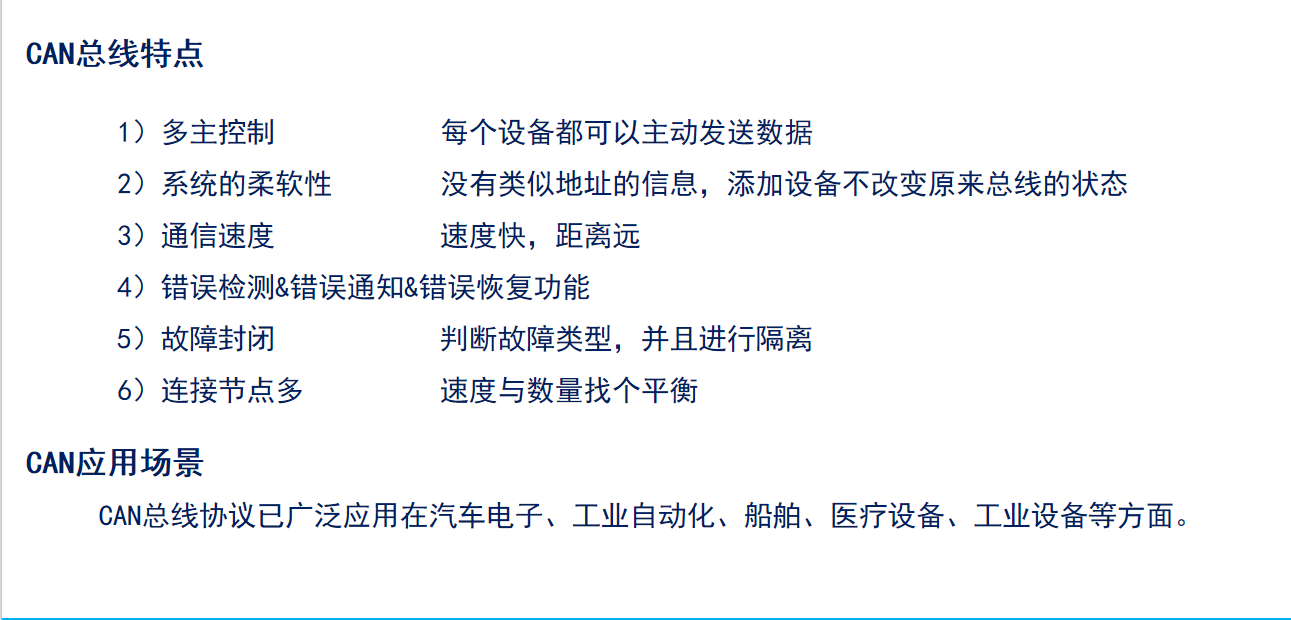 CAN总线特点
1）多主控制 每个设备都可以主动发送数据
2）系统的柔软性 没有类似地址的信息，添加设备不改变原来总线的状态
3）通信速度 速度快，距离远
4）错误检测&错误通知&错误恢复功能
5）故障封闭 判断故障类型，并且进行隔离
6）连接节点多 速度与数量找个平衡
CAN应用场景
CAN总线协议已广泛应用在汽车电子、工业自动化、船舶、医疗设备、工业设备等方面。